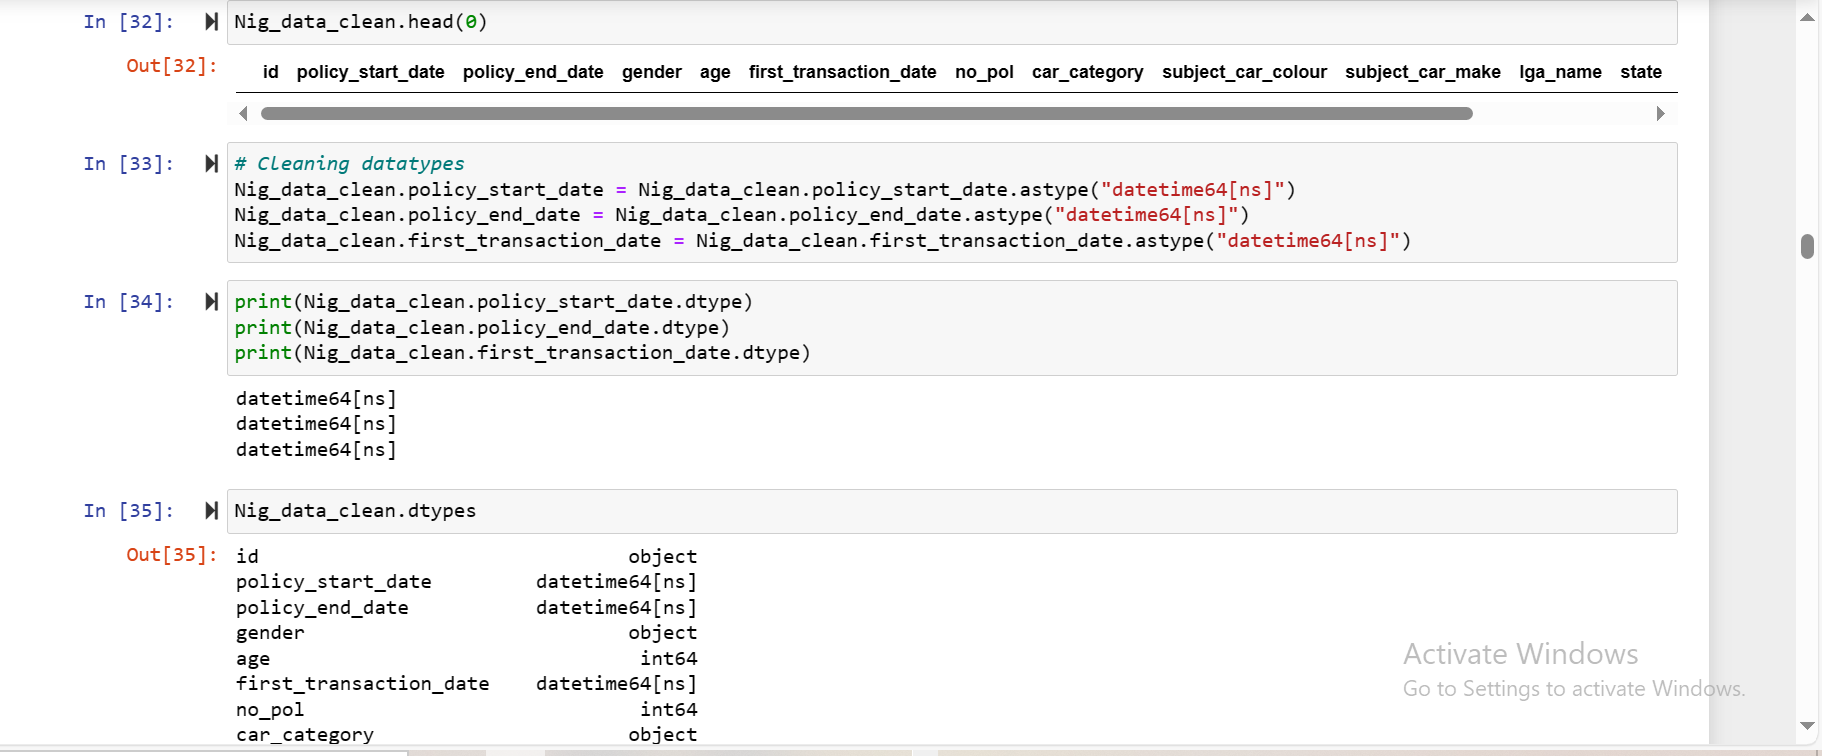 In [32]: Nig_data_clean.head(0)
Out[32]: id policy_start_date policy_end_date gender age first_transaction_date no_pol car_category subject_car_colour subject_car_make lga_name state
In [33]: # Cleaning datatypes
Nig_data_clean.policy_start_date = Nig_data_clean.policy_start_date.astype("datetime64[ns]")
Nig_data_clean.policy_end_date = Nig_data_clean.policy_end_date.astype("datetime64[ns]")
Nig_data_clean.first_transaction_date = Nig_data_clean.first_transaction_date.astype("datetime64[ns]")
In [34]: print(Nig_data_clean.policy_start_date.dtype)
print(Nig_data_clean.policy_end_date.dtype)
print(Nig_data_clean.first_transaction_date.dtype)
datetime64[ns]
datetime64[ns]
datetime64[ns]
In [35]: Nig_data_clean.dtypes
Out[35]: id object
policy_start_date datetime64[ns]
policy_end_date datetime64[ns]
gender object
age int64
first_transaction_date datetime64[ns]
no_pol int64
car_category object
Activate Windows
Go to Settings to activate Windows.